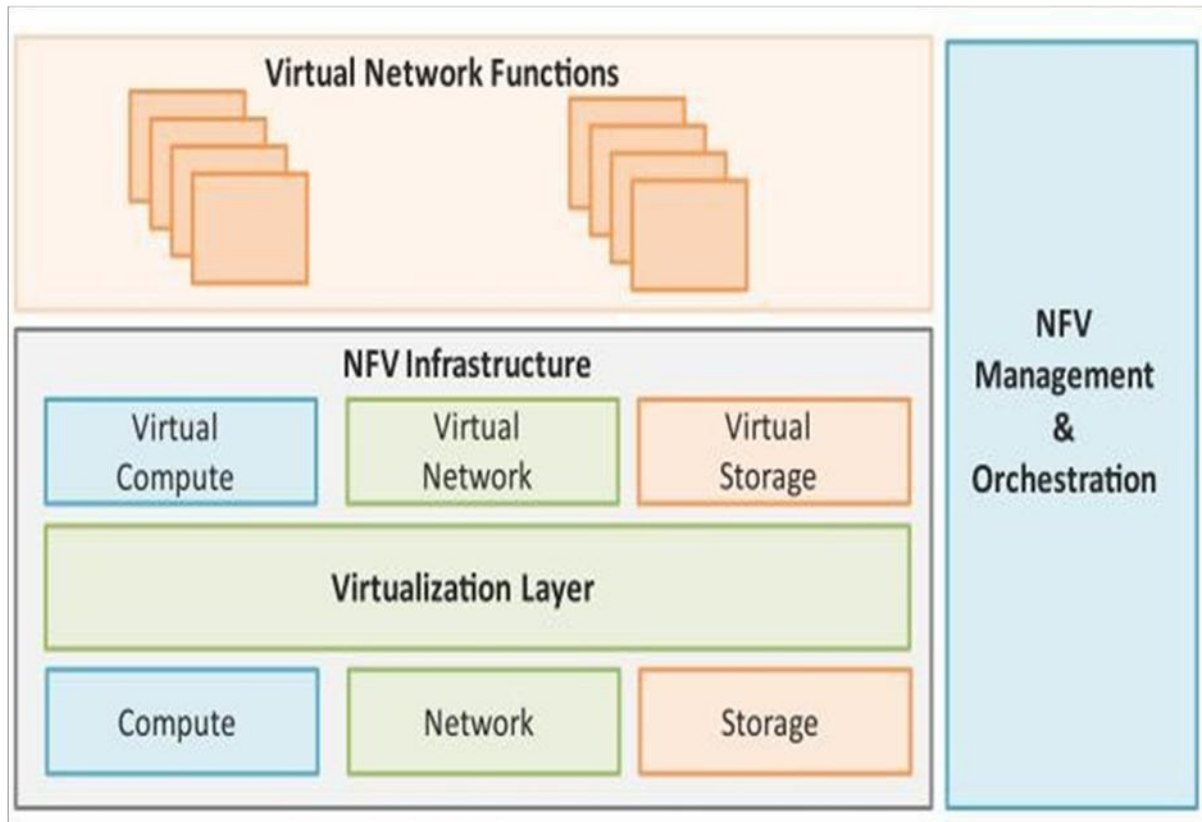 Virtual Network Functions
NFV Infrastructure
Virtual
Compute
Virtual
Network
Virtual
Storage
Virtualization Layer
Compute
Network
Storage
NFV
Management
&
Orchestration